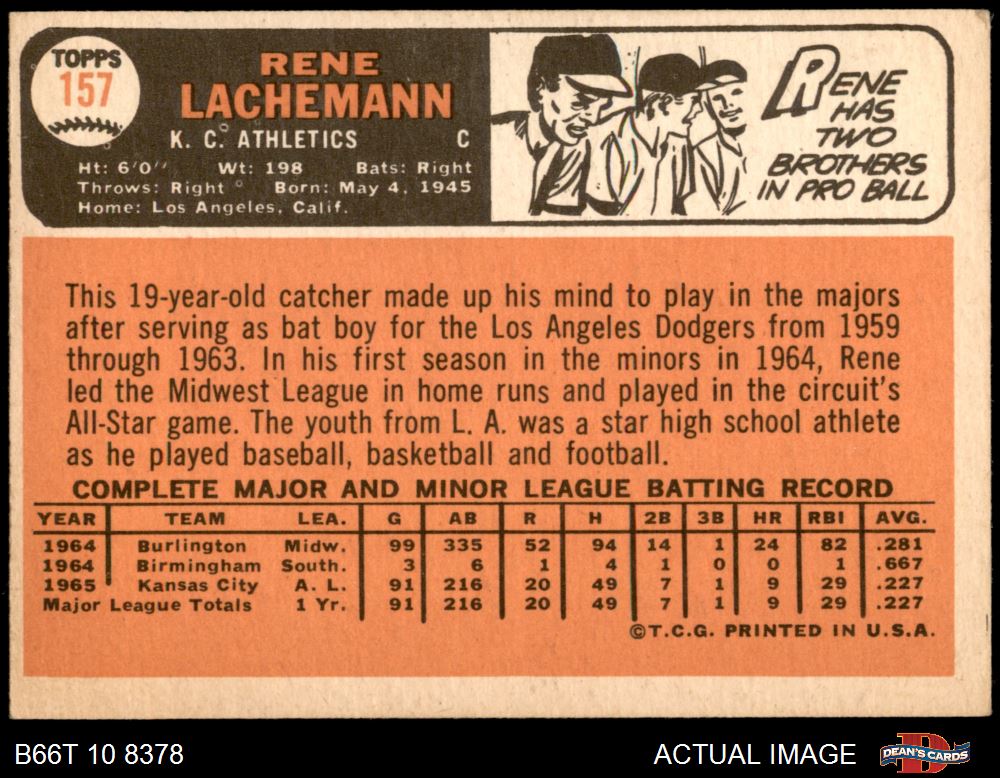 TOPPS
157
RENE
LACHEMANN
K. C. ATHLETICS C
Ht: 6'0'' Wt: 198 Bats: Right
Throws: Right Born: May 4, 1945
Home: Los Angeles, Calif.
RENE
HAS
TWO
BROTHERS
IN PRO BALL
This 19-year-old catcher made up his mind to play in the majors
after serving as bat boy for the Los Angeles Dodgers from 1959
through 1963. In his first season in the minors in 1964, Rene
led the Midwest League in home runs and played in the circuit's
All-Star game. The youth from L. A. was a star high school athlete
as he played baseball, basketball and football.
COMPLETE MAJOR AND MINOR LEAGUE BATTING RECORD
YEAR TEAM LEA. G AB R H 2B 3B HR RBI AVG.
1964 Burlington Midw. 99 335 52 94 14 1 24 82 .281
1964 Birmingham South. 3 6 1 4 1 0 0 1 .667
1965 Kansas City A. L. 91 216 20 49 7 1 9 29 .227
Major League Totals 1 Yr. 91 216 20 49 7 1 9 29 .227
©T.C.G. PRINTED IN U.S.A.
B66T 10 8378 ACTUAL IMAGE
DEAN'S CARDS